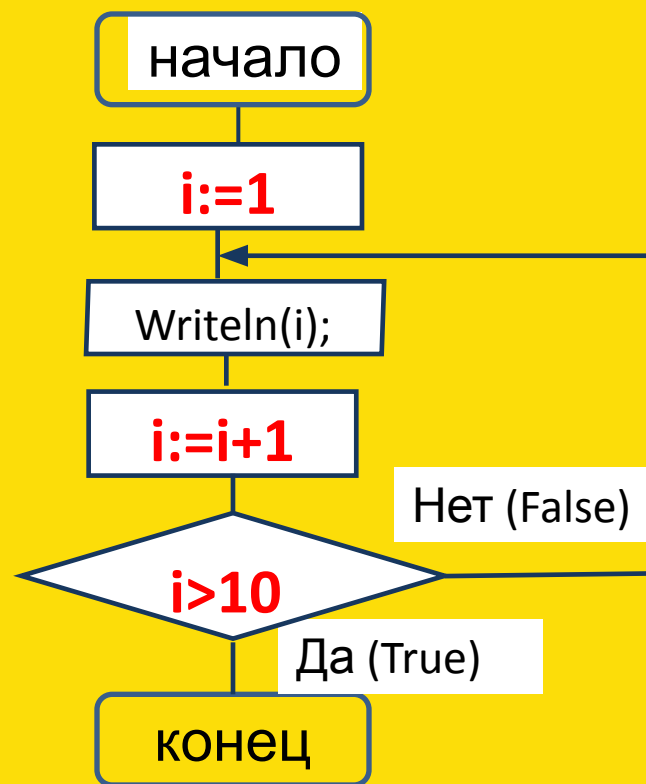 начало
i:=1
Writeln(i);
i:=i+1
Нет (False)
i>10
Да (True)
конец